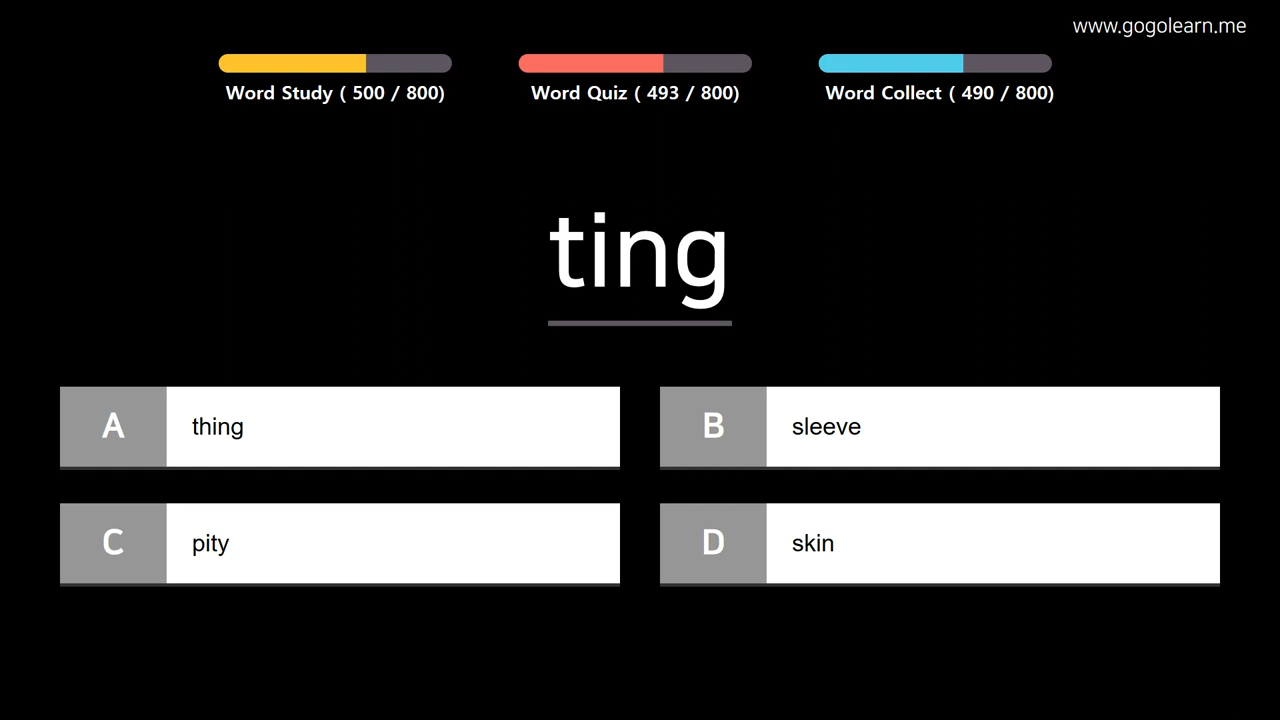 www.gogolearn.me
Word Study ( 500 / 800)
Word Quiz ( 493 / 800)
Word Collect ( 490 / 800)
ting
A thing
B sleeve
C pity
D skin